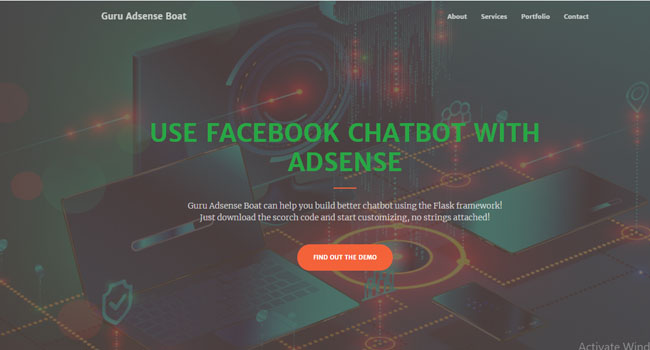 Guru Adsense Boat
About Services Portfolio Contact
USE FACEBOOK CHATBOT WITH
ADSENSE
Guru Adsense Boat can help you build better chatbot using the Flask framework!
Just download the scorch code and start customizing, no strings attached!
FIND OUT THE DEMO
Activate Wind